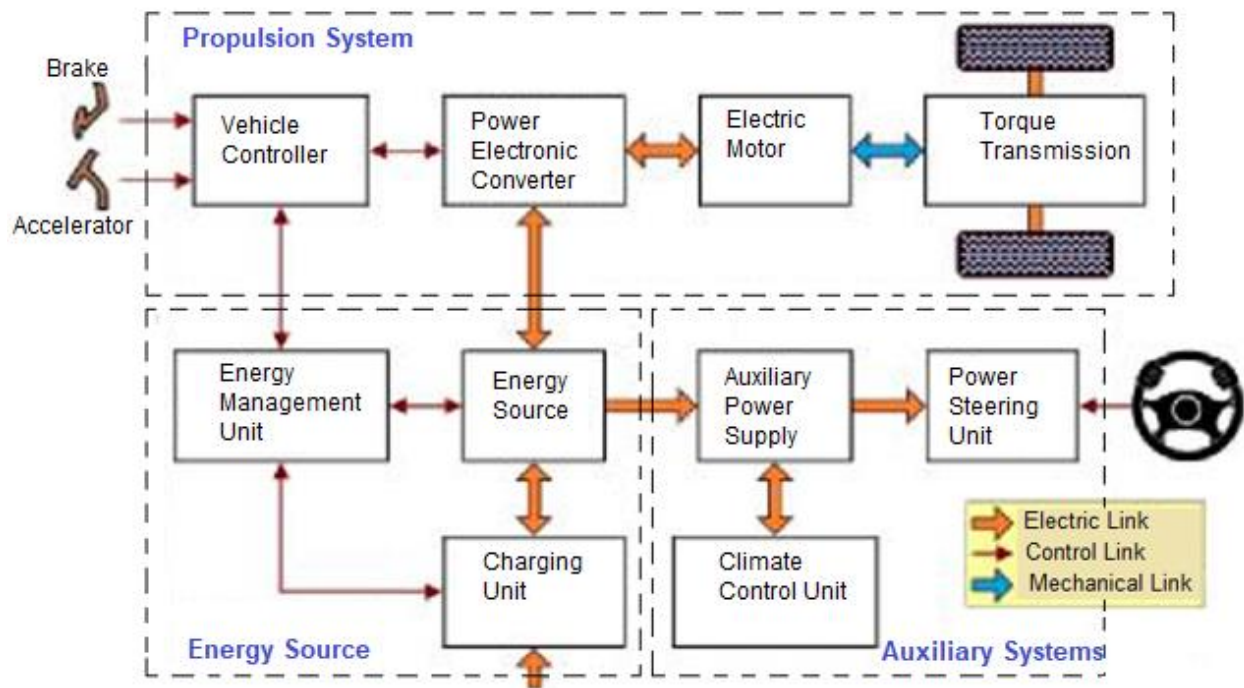 Propulsion System
Brake
Accelerator
Vehicle
Controller
Power
Electronic
Converter
Electric
Motor
Torque
Transmission
Energy
Management
Unit
Energy
Source
Auxiliary
Power
Supply
Power
Steering
Unit
Charging
Unit
Climate
Control Unit
Electric Link
Control Link
Mechanical Link
Energy Source
Auxiliary Systems